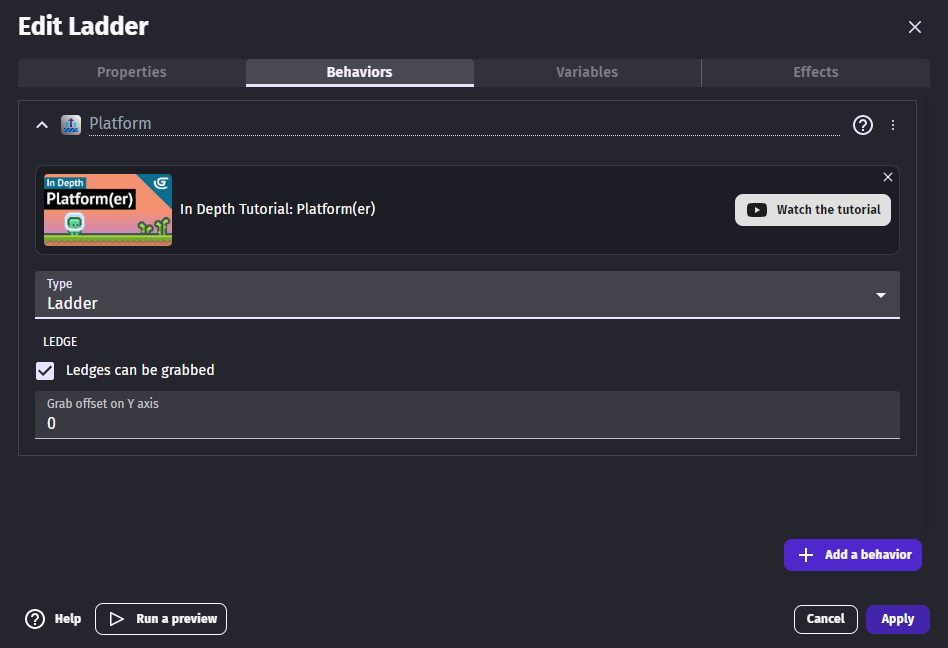 Edit Ladder
Properties
Behaviors
Variables
Effects
Platform
In Depth
Platform(er)
In Depth Tutorial: Platform(er)
Watch the tutorial
Type
Ladder
LEDGE
Ledges can be grabbed
Grab offset on Y axis
0
Add a behavior
Help
Run a preview
Cancel
Apply